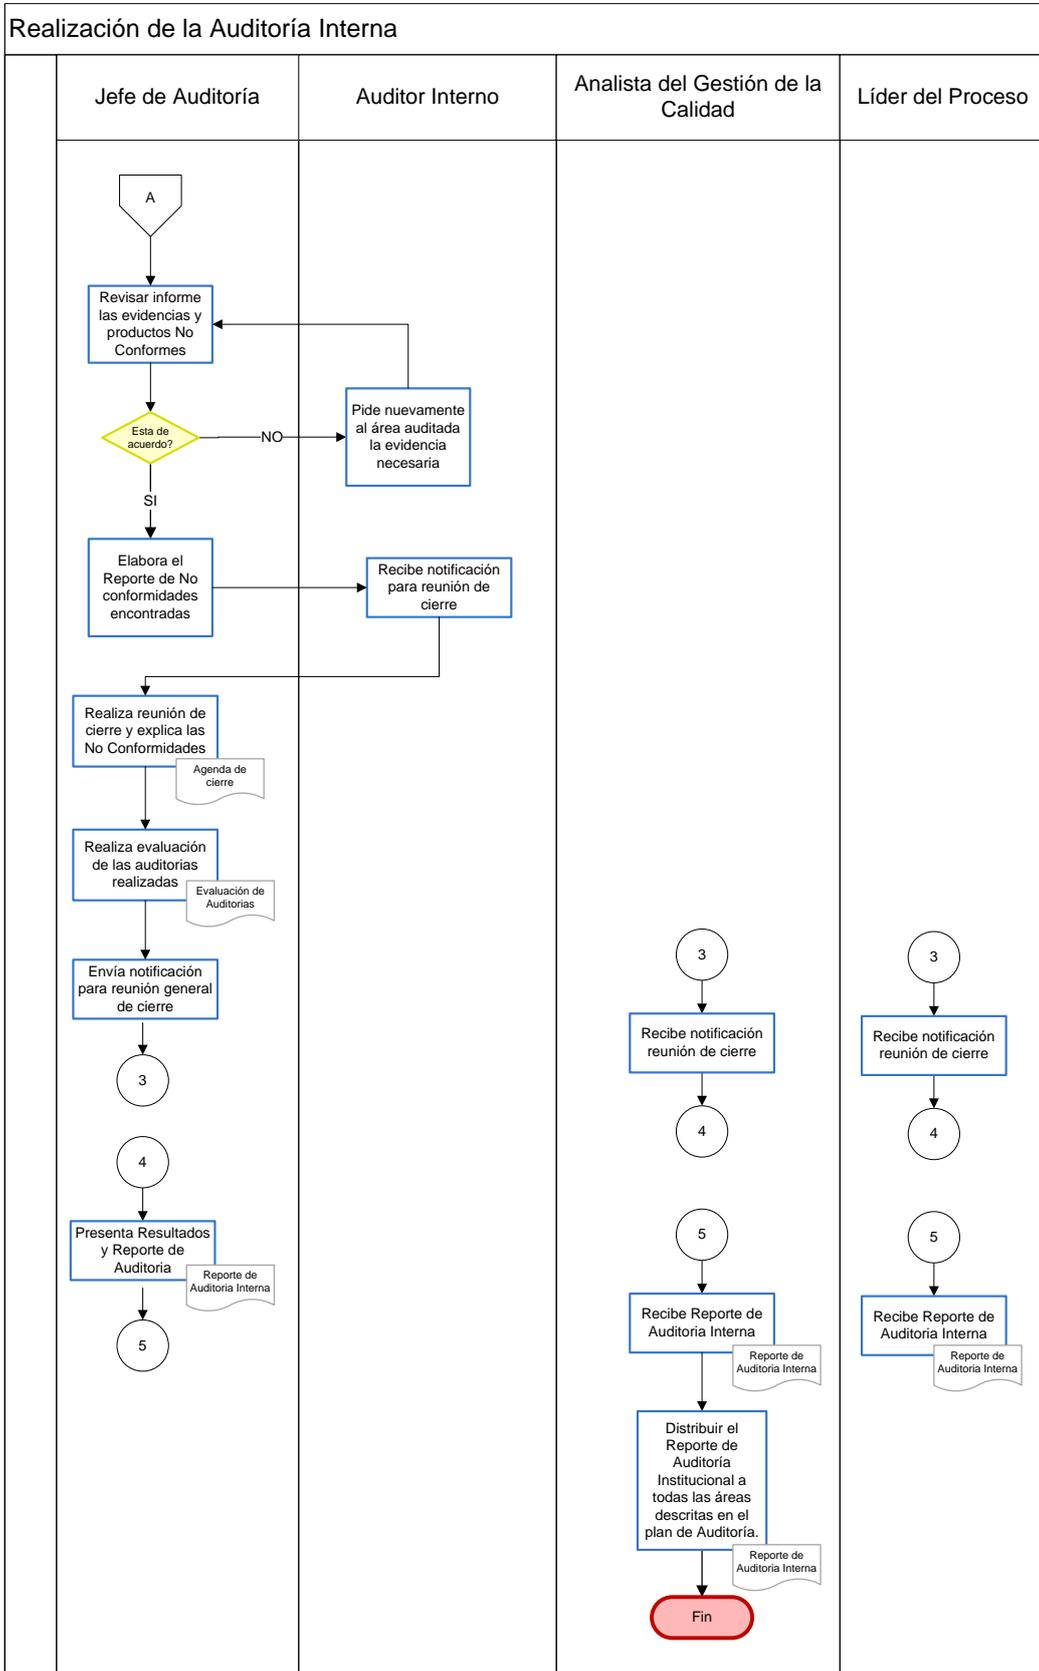 Realización de la Auditoría Interna
Jefe de Auditoría
Auditor Interno
Analista del Gestión de la
Calidad
Líder del Proceso
A
Revisar informe
las evidencias y
productos No
Conformes
Esta de
acuerdo?
NO
Pide nuevamente
al área auditada
la evidencia
necesaria
SI
Elabora el
Reporte de No
conformidades
encontradas
Recibe notificación
para reunión de
cierre
Realiza reunión de
cierre y explica las
No Conformidades
Agenda de
cierre
Realiza evaluación
de las auditorias
realizadas
Evaluación de
Auditorias
Envía notificación
para reunión general
de cierre
3
3
Recibe notificación
reunión de cierre
4
3
Recibe notificación
reunión de cierre
4
4
Presenta Resultados
y Reporte de
Auditoria
Reporte de
Auditoria Interna
5
5
Recibe Reporte de
Auditoria Interna
Reporte de
Auditoria Interna
5
Recibe Reporte de
Auditoria Interna
Reporte de
Auditoria Interna
Distribuir el
Reporte de
Auditoría
Institucional a
todas las áreas
descritas en el
plan de Auditoría.
Reporte de
Auditoria Interna
Fin